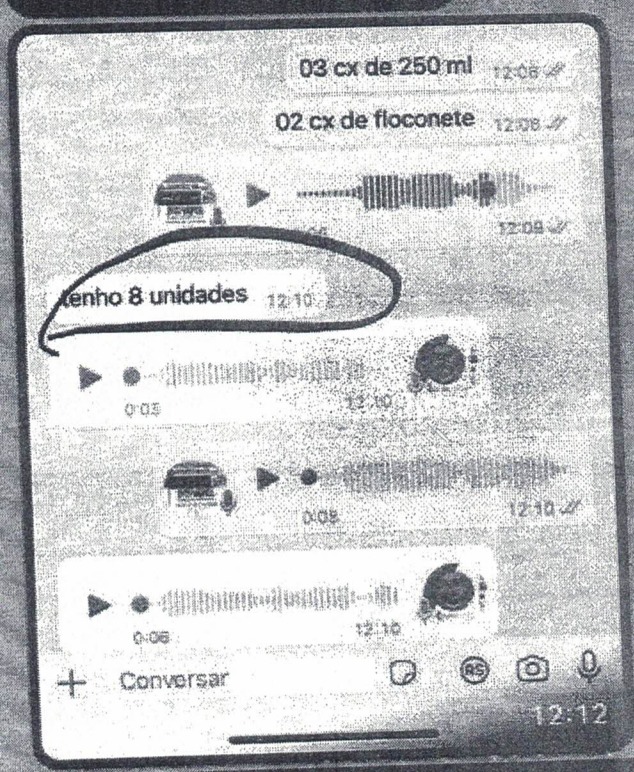 03 cx de 250 ml 12:08
02 cx de floconete 12:08
12:09
tenho 8 unidades 12:10
0:03 12:10
0:08 12:10
0:06 12:10
Conversar
R$
12:12